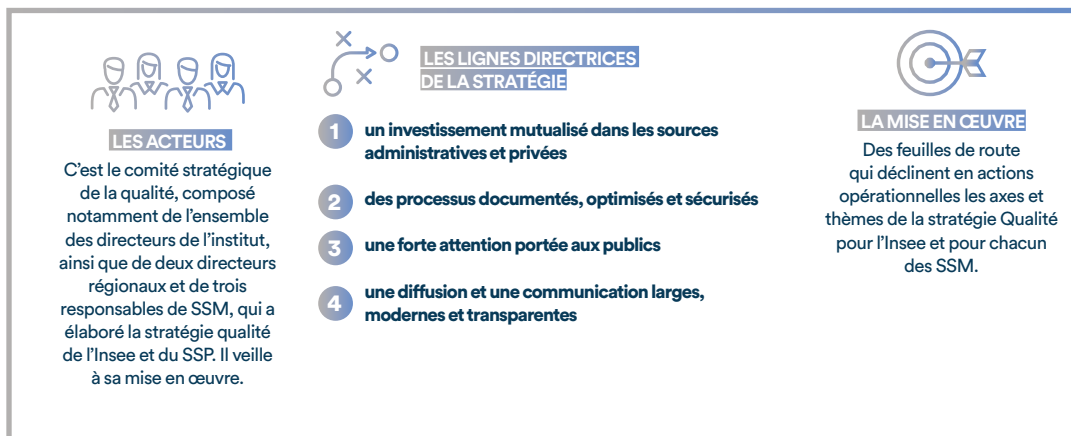 LES ACTEURS
C'est le comité stratégique
de la qualité, composé
notamment de l'ensemble
des directeurs de l'institut,
ainsi que de deux directeurs
régionaux et de trois
responsables de SSM, qui a
élaboré la stratégie qualité
de l'Insee et du SSP. Il veille
à sa mise en œuvre.
LES LIGNES DIRECTRICES
DE LA STRATÉGIE
1 un investissement mutualisé dans les sources
administratives et privées
2 des processus documentés, optimisés et sécurisés
3 une forte attention portée aux publics
4 une diffusion et une communication larges,
modernes et transparentes
LA MISE EN ŒUVRE
Des feuilles de route
qui déclinent en actions
opérationnelles les axes et
thèmes de la stratégie Qualité
pour l'Insee et pour chacun
des SSM.